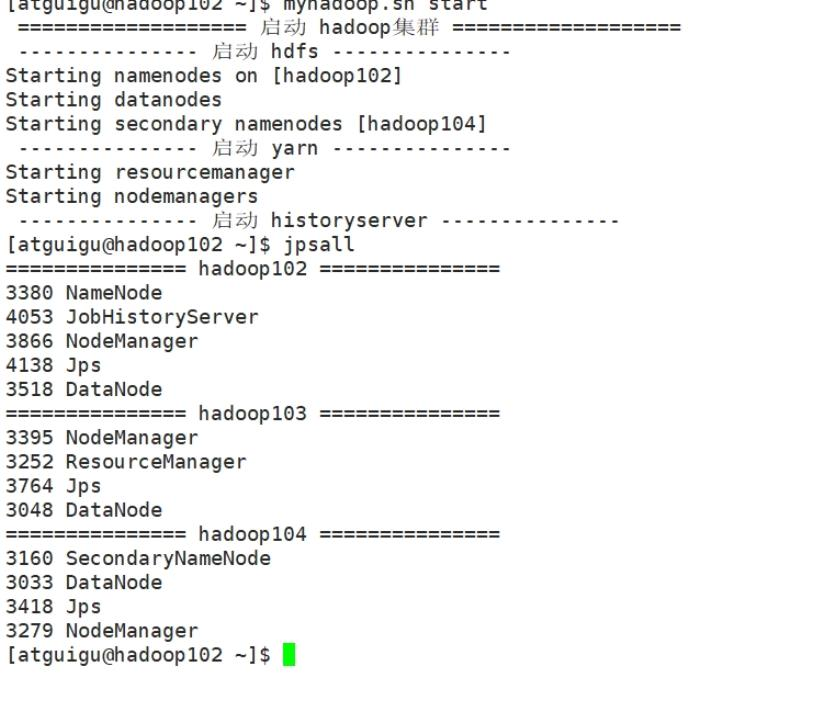 [atguigu@hadoop102 ~]$ myhadoop.sh start
=================== 启动 hadoop集群 ===================
--------------- 启动 hdfs ---------------
Starting namenodes on [hadoop102]
Starting datanodes
Starting secondary namenodes [hadoop104]
--------------- 启动 yarn ---------------
Starting resourcemanager
Starting nodemanagers
--------------- 启动 historyserver ---------------
[atguigu@hadoop102 ~]$ jpsall
=============== hadoop102 ===============
3380 NameNode
4053 JobHistoryServer
3866 NodeManager
4138 Jps
3518 DataNode
=============== hadoop103 ===============
3395 NodeManager
3252 ResourceManager
3764 Jps
3048 DataNode
=============== hadoop104 ===============
3160 SecondaryNameNode
3033 DataNode
3418 Jps
3279 NodeManager
[atguigu@hadoop102 ~]$